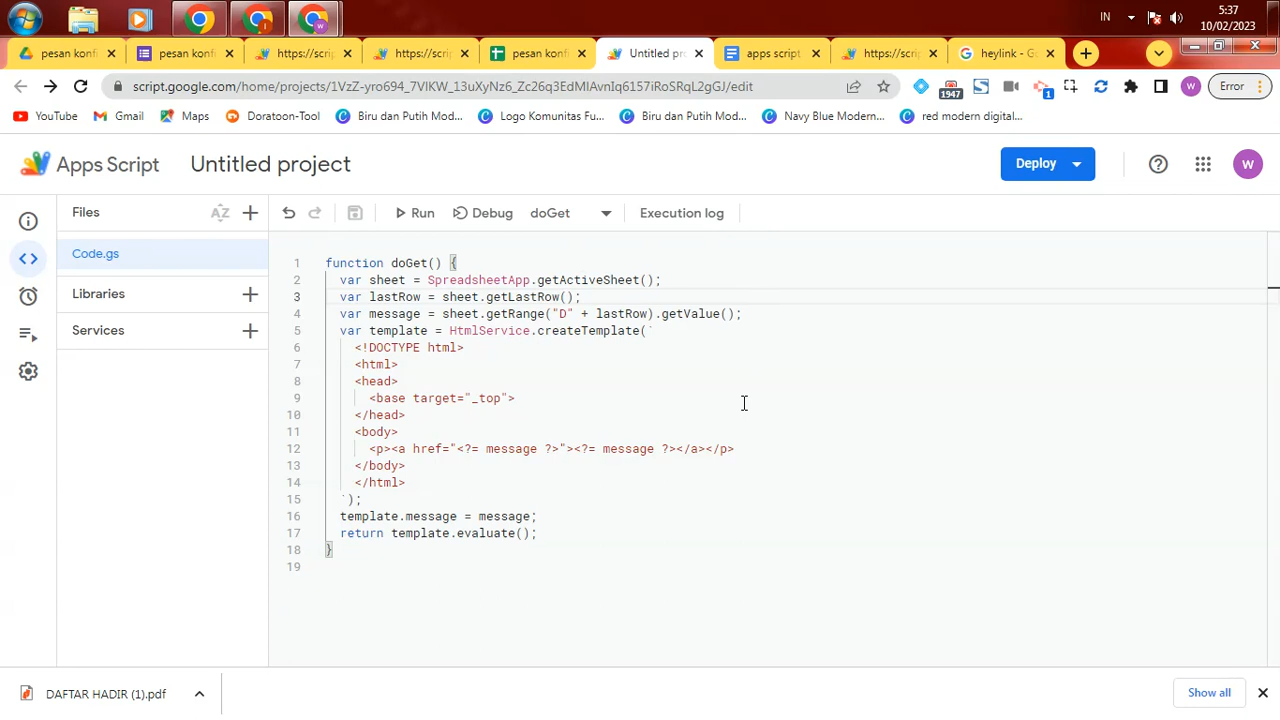 IN
5:37
10/02/2023
pesan konf
pesan konf
https://scri
https://scri
pesan konf
Untitled pr
apps script
https://scri
heylink - G
script.google.com/home/projects/1VzZ-yro694_7VlKW_13uXyNz6_Zc26q3EdMlAvnIq6157iRoSRqL2gGJ/edit
1947
1
W
Error
YouTube
Gmail
Maps
Doratoon-Tool
Biru dan Putih Mod...
Logo Komunitas Fu...
Biru dan Putih Mod...
Navy Blue Modern...
red modern digital...
Apps Script
Untitled project
Deploy
W
Files
AZ
Run
Debug
doGet
Execution log
Code.gs
Libraries
Services
1 function doGet() {
2 var sheet = SpreadsheetApp.getActiveSheet();
3 var lastRow = sheet.getLastRow();
4 var message = sheet.getRange("D" + lastRow).getValue();
5 var template = HtmlService.createTemplate(`
6 <!DOCTYPE html>
7 <html>
8 <head>
9 <base target="_top">
10 </head>
11 <body>
12 <p><a href="<?= message ?>"><?= message ?></a></p>
13 </body>
14 </html>
15 `);
16 template.message = message;
17 return template.evaluate();
18 }
19
DAFTAR HADIR (1).pdf
Show all